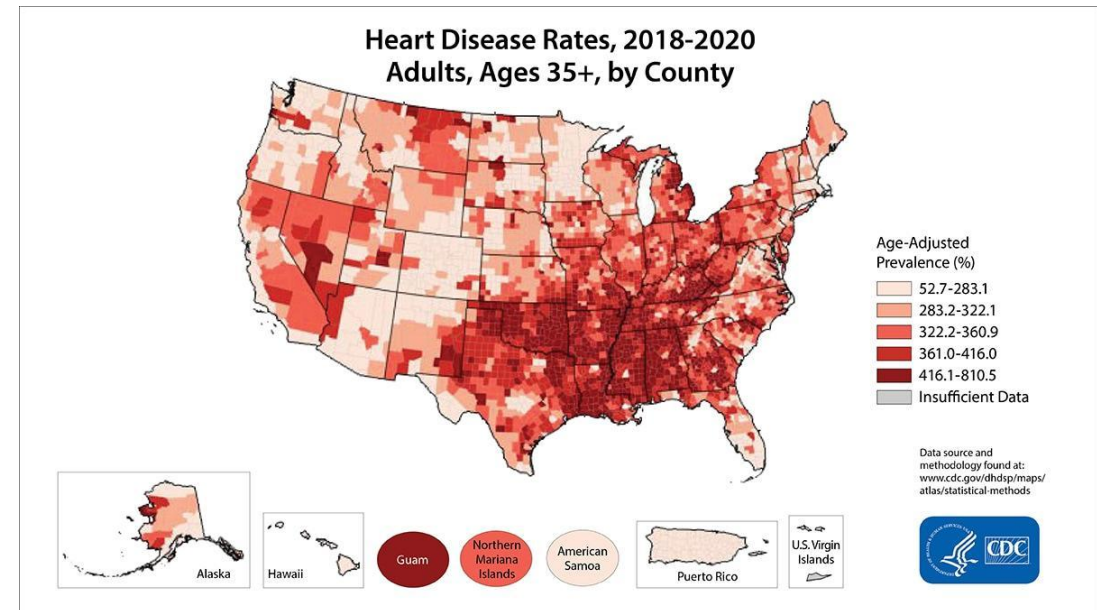 Heart Disease Rates, 2018-2020
Adults, Ages 35+, by County
Age-Adjusted
Prevalence (%)
52.7-283.1
283.2-322.1
322.2-360.9
361.0-416.0
416.1-810.5
Insufficient Data
Data source and
methodology found at:
www.cdc.gov/dhdsp/maps/
atlas/statistical-methods
Alaska
Hawaii
Guam
Northern
Mariana
Islands
American
Samoa
Puerto Rico
U.S. Virgin
Islands
CDC